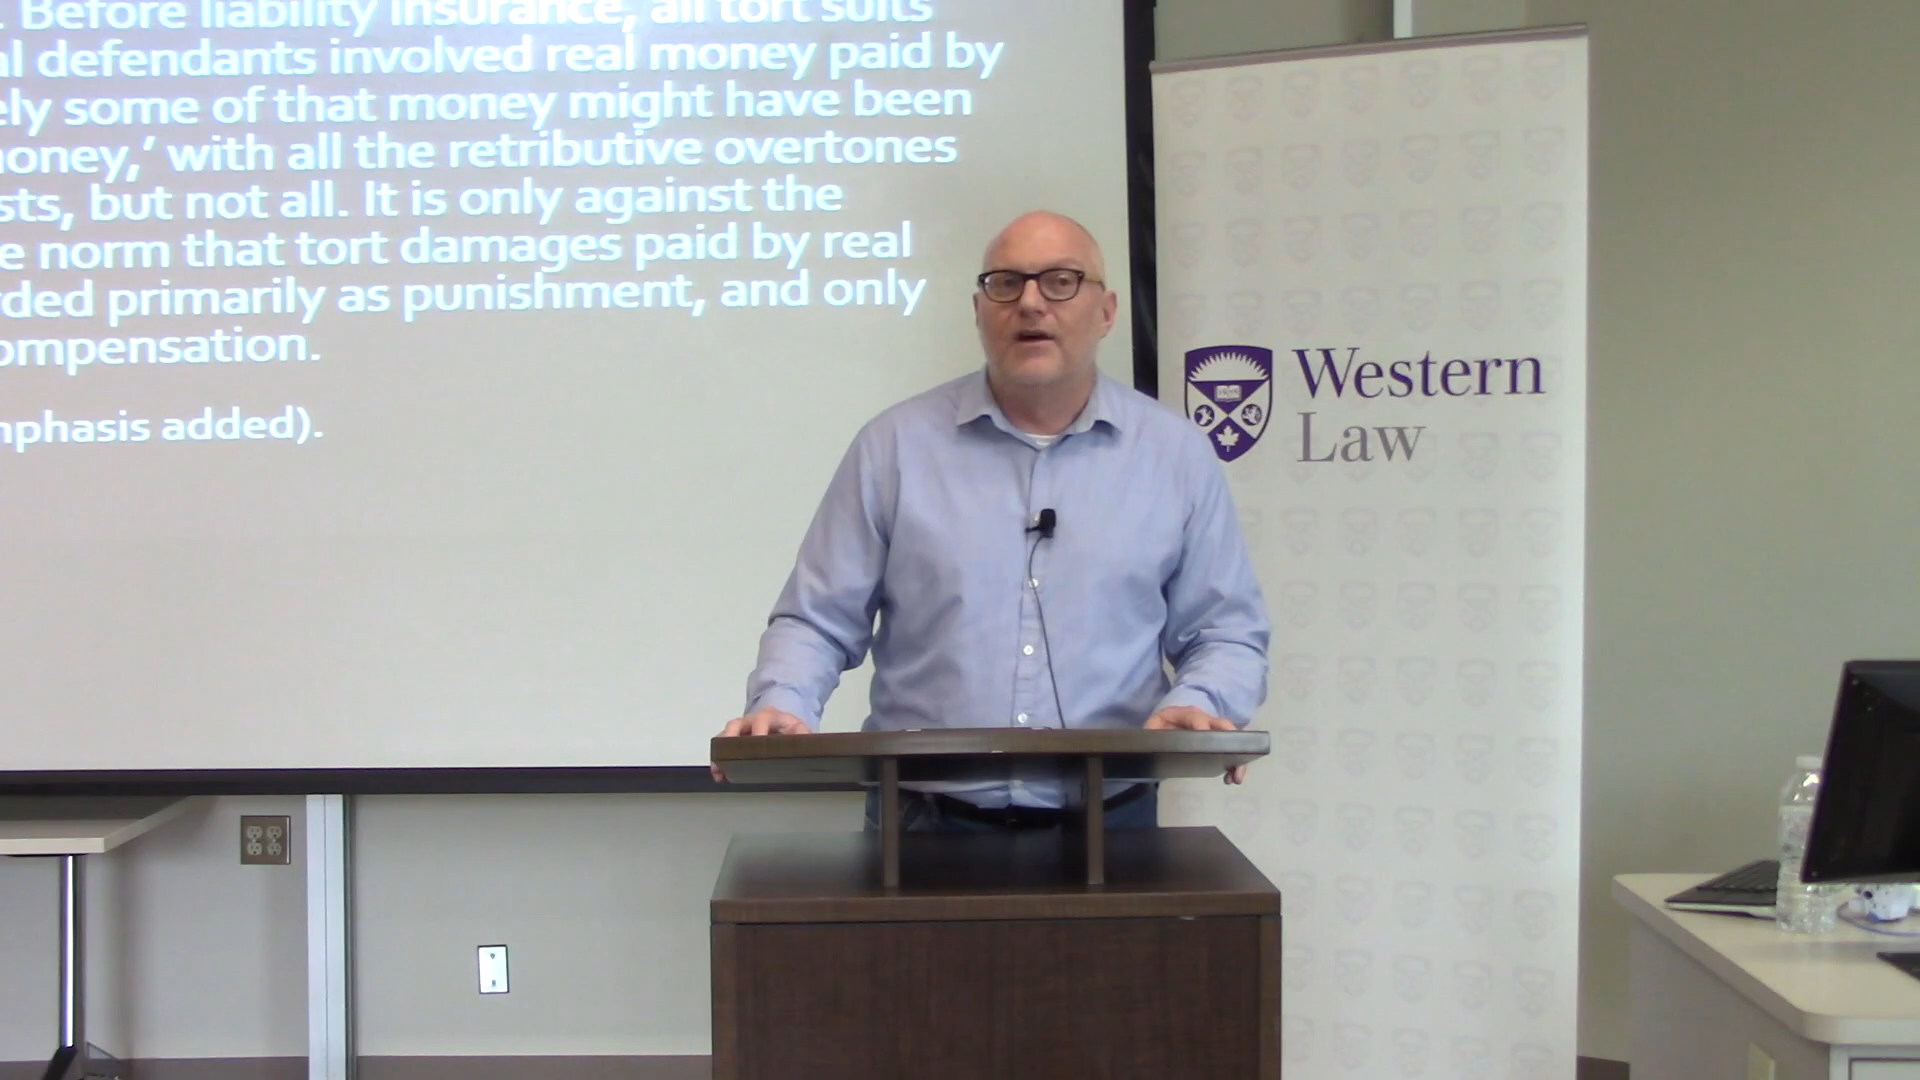 . Before liability insurance, all tort suits
al defendants involved real money paid by
ely some of that money might have been
oney,’ with all the retributive overtones
sts, but not all. It is only against the
e norm that tort damages paid by real
rded primarily as punishment, and only
ompensation.
mphasis added).
Western
Law